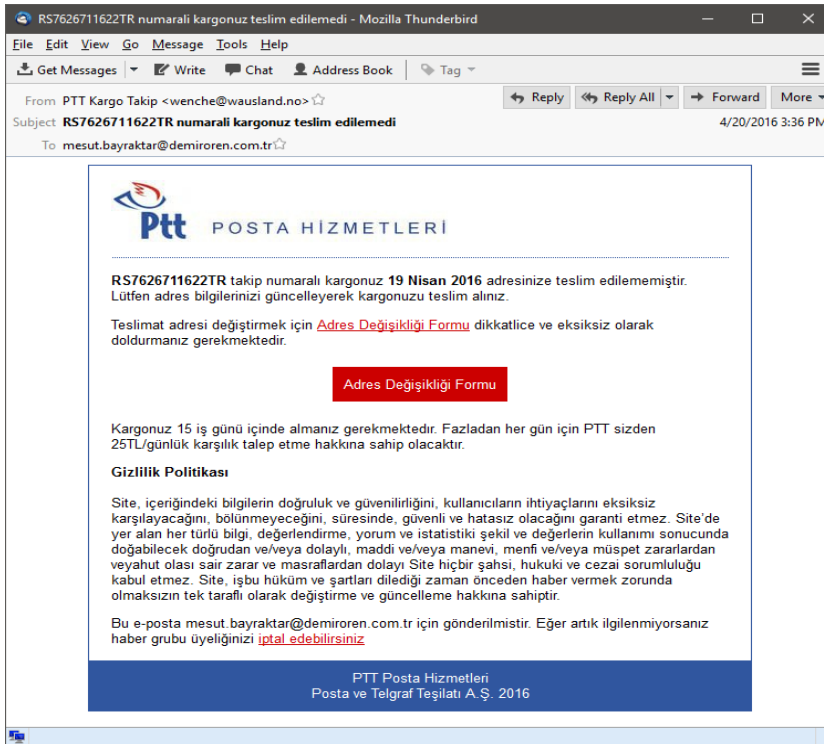 RS7626711622TR numarali kargonuz teslim edilemedi - Mozilla Thunderbird
File Edit View Go Message Tools Help
Get Messages Write Chat Address Book Tag
From PTT Kargo Takip <wenche@wausland.no> Reply Reply All Forward More
Subject RS7626711622TR numarali kargonuz teslim edilemedi 4/20/2016 3:36 PM
To mesut.bayraktar@demiroren.com.tr
Ptt POSTA HİZMETLERİ
RS7626711622TR takip numaralı kargonuz 19 Nisan 2016 adresinize teslim edilememiştir.
Lütfen adres bilgilerinizi güncelleyerek kargonuzu teslim alınız.
Teslimat adresi değiştirmek için Adres Değişikliği Formu dikkatlice ve eksiksiz olarak
doldurmanız gerekmektedir.
Adres Değişikliği Formu
Kargonuz 15 iş günü içinde almanız gerekmektedır. Fazladan her gün için PTT sizden
25TL/günlük karşılık talep etme hakkına sahip olacaktır.
Gizlilik Politikası
Site, içeriğindeki bilgilerin doğruluk ve güvenilirliğini, kullanıcıların ihtiyaçlarını eksiksiz
karşılayacağını, bölünmeyeceğini, süresinde, güvenli ve hatasız olacağını garanti etmez. Site'de
yer alan her türlü bilgi, değerlendirme, yorum ve istatistiki şekil ve değerlerin kullanımı sonucunda
doğabilecek doğrudan ve/veya dolaylı, maddi ve/veya manevi, menfi ve/veya müspet zararlardan
veyahut olası sair zarar ve masraflardan dolayı Site hiçbir şahsi, hukuki ve cezai sorumluluğu
kabul etmez. Site, işbu hüküm ve şartları dilediği zaman önceden haber vermek zorunda
olmaksızın tek taraflı olarak değiştirme ve güncelleme hakkına sahiptir.
Bu e-posta mesut.bayraktar@demiroren.com.tr için gönderilmistir. Eğer artık ilgilenmiyorsanız
haber grubu üyeliğinizi iptal edebilirsiniz
PTT Posta Hizmetleri
Posta ve Telgraf Teşilatı A.Ş. 2016